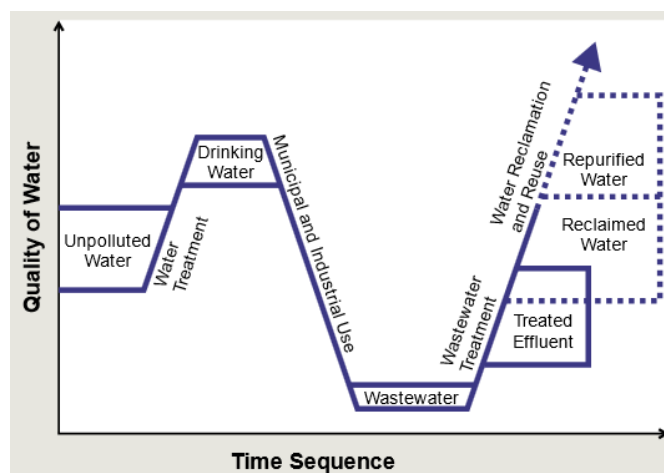 Quality of Water
Unpolluted
Water
Water
Treatment
Drinking
Water
Municipal and Industrial Use
Wastewater
Wastewater
Treatment
Treated
Effluent
Water Reclamation
and Reuse
Repurified
Water
Reclaimed
Water
Time Sequence